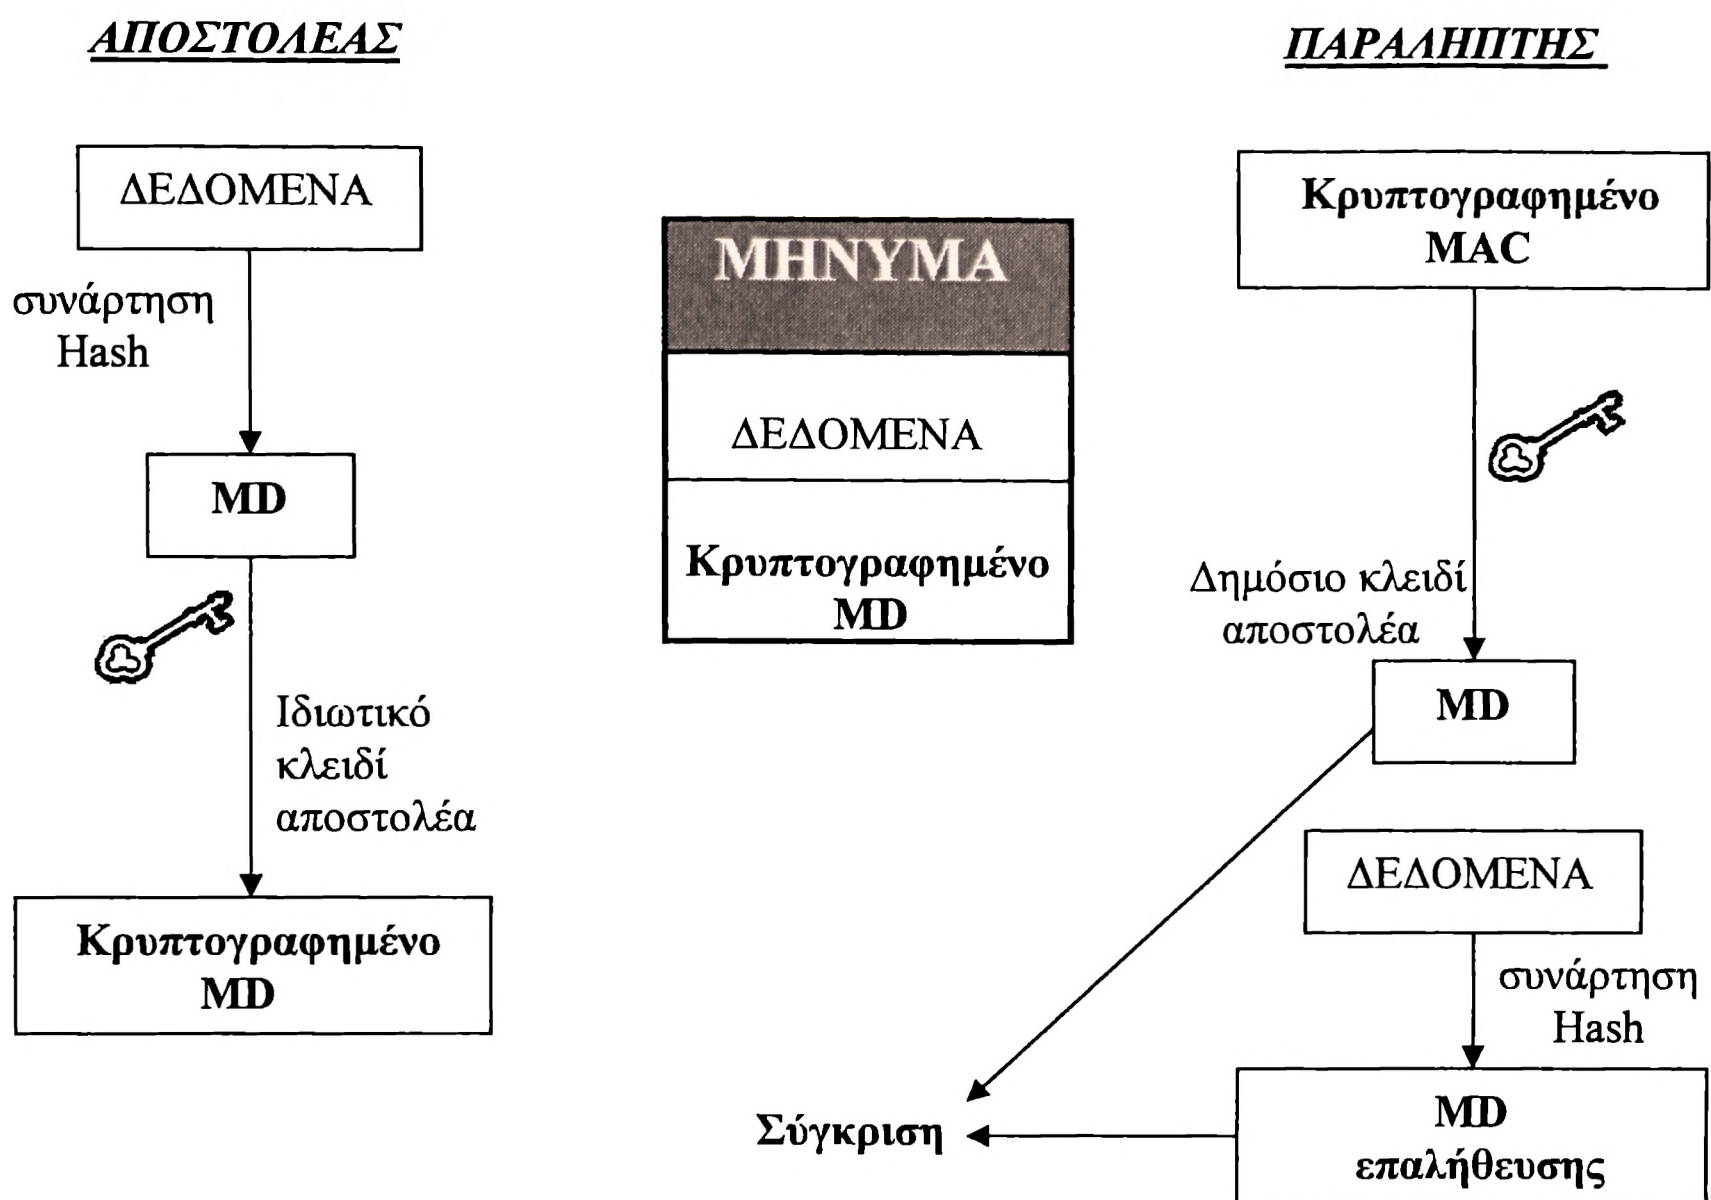 ΑΠΟΣΤΟΛΕΑΣ
ΔΕΔΟΜΕΝΑ
συνάρτηση
Hash
MD
Ιδιωτικό
κλειδί
αποστολέα
Κρυπτογραφημένο
MD
ΜΗΝΥΜΑ
ΔΕΔΟΜΕΝΑ
Κρυπτογραφημένο
MD
ΠΑΡΑΛΗΠΤΗΣ
Κρυπτογραφημένο
MAC
Δημόσιο κλειδί
αποστολέα
MD
ΔΕΔΟΜΕΝΑ
συνάρτηση
Hash
MD
επαλήθευσης
Σύγκριση